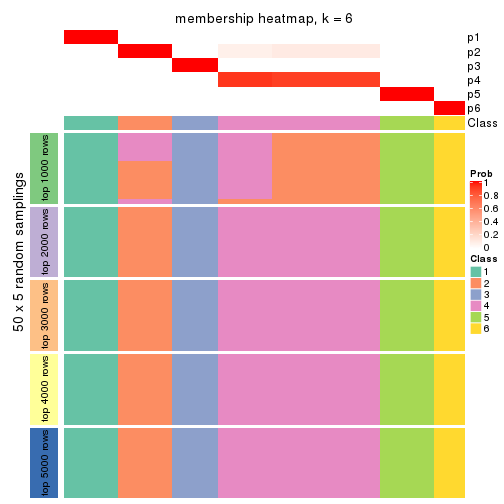 membership heatmap, k = 6
p1
p2
p3
p4
p5
p6
Class
50 x 5 random samplings
top 1000 rows
top 2000 rows
top 3000 rows
top 4000 rows
top 5000 rows
Prob
1
0.8
0.6
0.4
0.2
0
Class
1
2
3
4
5
6